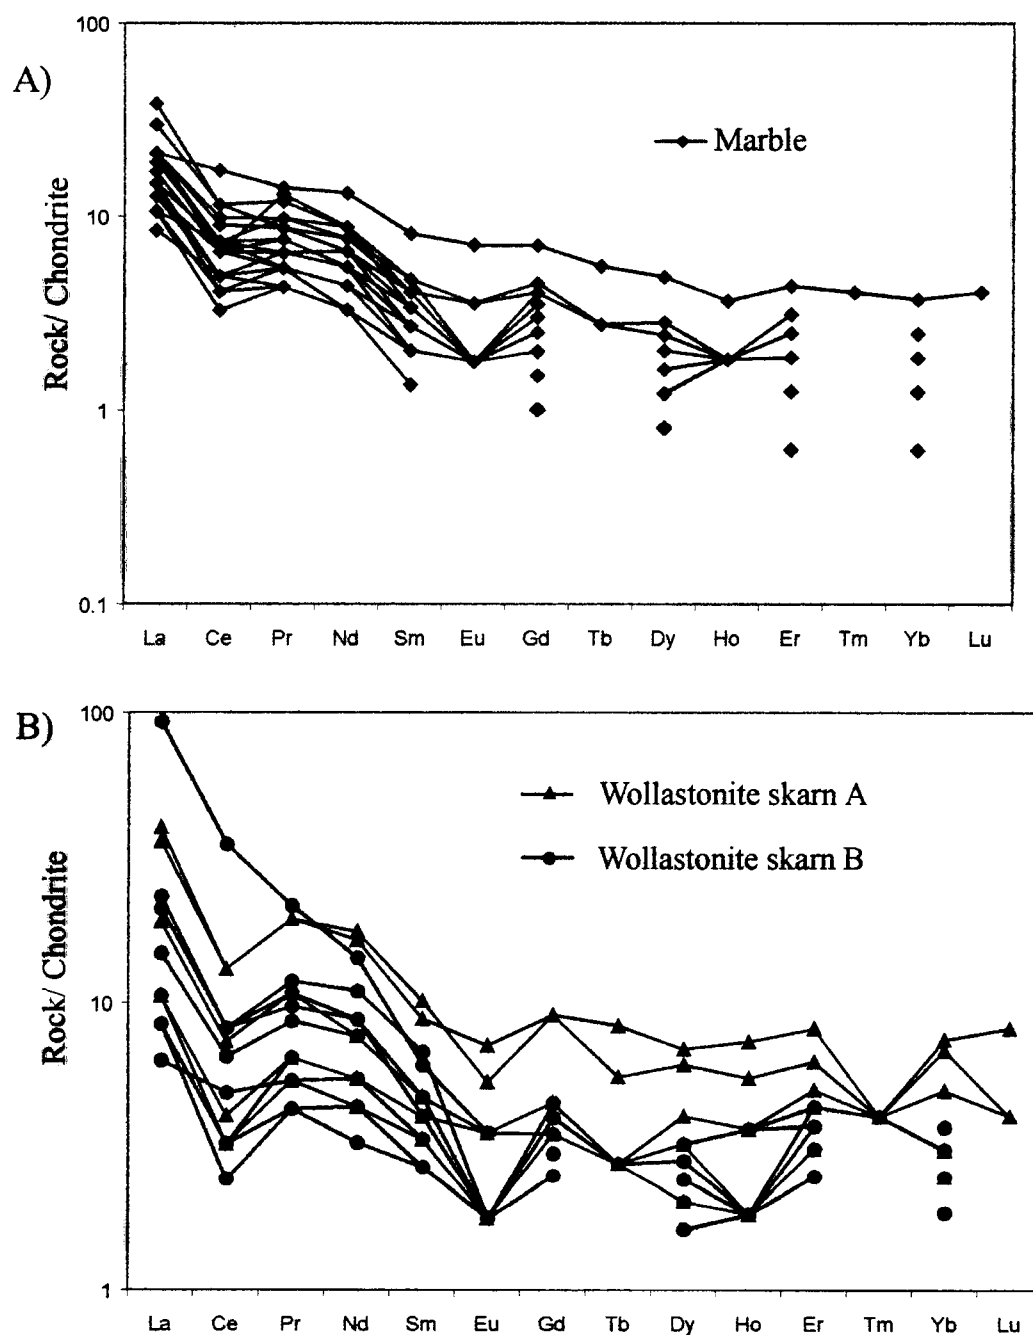 A)
100
10
1
0.1
Rock/ Chondrite
Marble
La Ce Pr Nd Sm Eu Gd Tb Dy Ho Er Tm Yb Lu
B)
100
10
1
Rock/ Chondrite
Wollastonite skarn A
Wollastonite skarn B
La Ce Pr Nd Sm Eu Gd Tb Dy Ho Er Tm Yb Lu